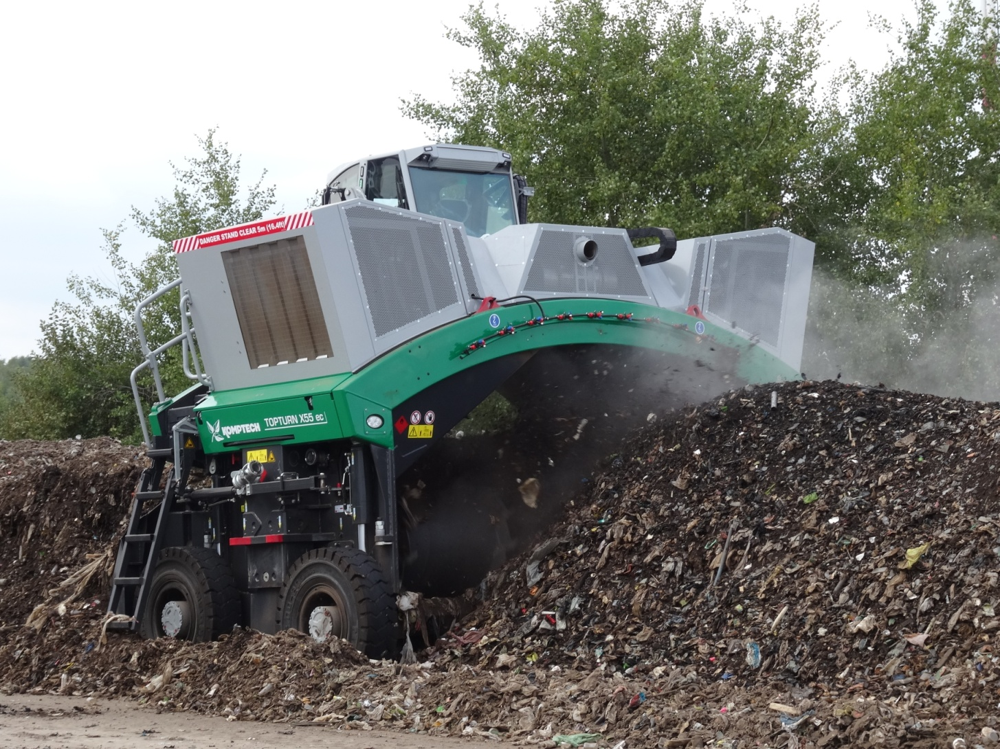 DANGER STAND CLEAR 5m (16.4ft)
KOMPTECH TOPTURN X55 ec